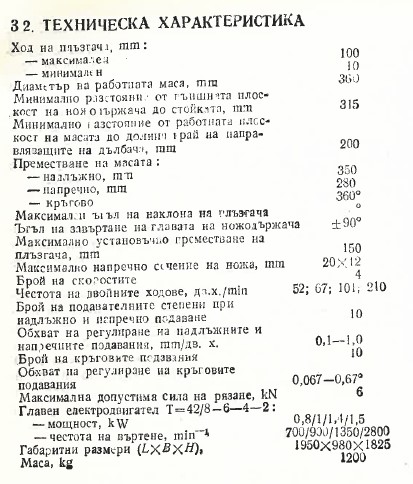 3 2. ТЕХНИЧЕСКА ХАРАКТЕРИСТИКА
Ход на плъзгача, mm:
— максимален 100
— минимален 10
Диаметър на работната маса, mm 360
Минимално разстояние от външната плос-
кост на ножодържача до стойката, mm 315
Минимално разстояние от работната плос-
кост на масата до долния край на напра-
вляващите на дълбача, mm 200
Преместване на масата:
— надлъжно, mm 350
— напречно, mm 280
— кръгово 360°
Максимален ъгъл на наклона на плъзгача °
Ъгъл на завъртане на главата на ножодържача ±90°
Максимално установъчно преместване на
плъзгача, mm 150
Максимално напречно сечение на ножа, mm 20×12
Брой на скоростите 4
Честота на двойните ходове, дв.х./min 52; 67; 101; 210
Брой на подавателните степени при
надлъжно и напречно подаване 10
Обхват на регулиране на надлъжните и
напречните подавания, mm/дв. х. 0,1—1,0
Брой на кръговите подавания 10
Обхват на регулиране на кръговите
подавания 0,067—0,67°
Максимална допустима сила на рязане, kN 6
Главен електродвигател Т=42/8—6—4—2:
— мощност, kW 0,8/1/1,4/1,5
— честота на въртене, min⁻¹ 700/900/1350/2800
Габаритни размери (L×B×H), 1950×980×1825
Маса, kg 1200